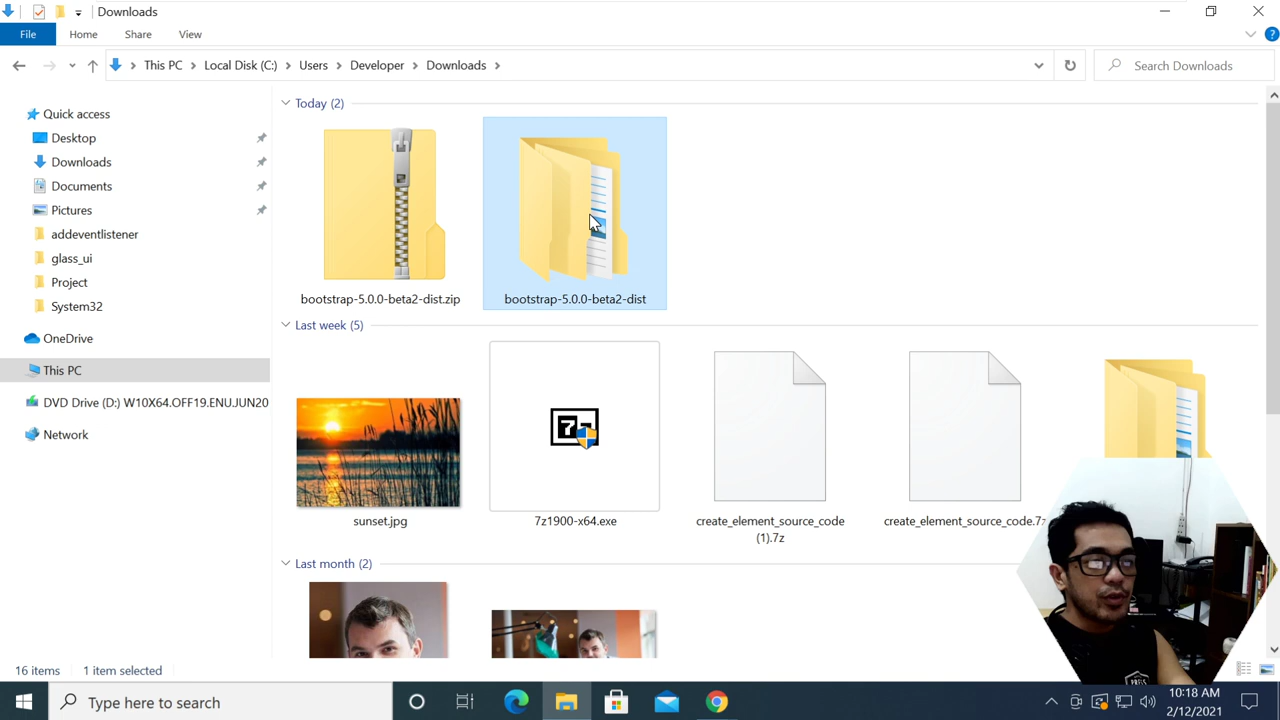 Downloads
File
Home
Share
View
This PC
Local Disk (C:)
Users
Developer
Downloads
Search Downloads
Quick access
Desktop
Downloads
Documents
Pictures
addeventlistener
glass_ui
Project
System32
OneDrive
This PC
DVD Drive (D:) W10X64.OFF19.ENU.JUN20
Network
Today (2)
bootstrap-5.0.0-beta2-dist.zip
bootstrap-5.0.0-beta2-dist
Last week (5)
sunset.jpg
7z1900-x64.exe
create_element_source_code
(1).7z
create_element_source_code.7z
Last month (2)
16 items
1 item selected
Type here to search
10:18 AM
2/12/2021